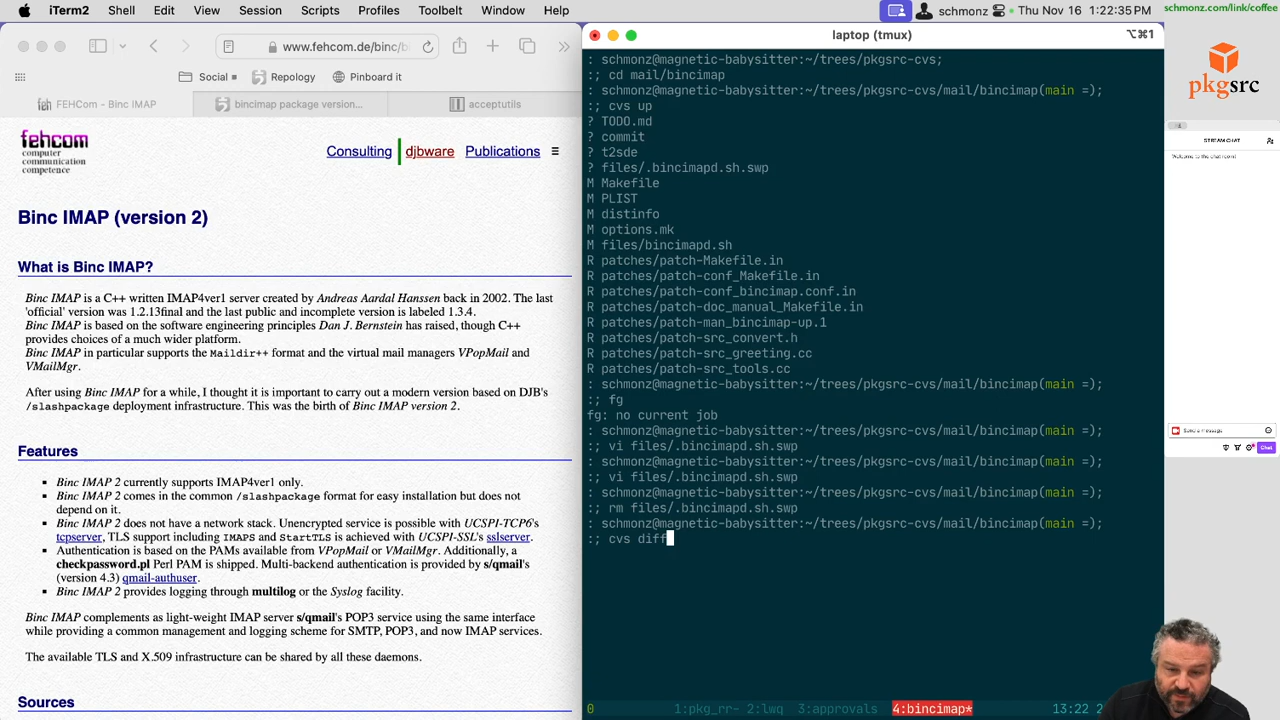 iTerm2 Shell Edit View Session Scripts Profiles Toolbelt Window Help
schmonz Thu Nov 16 1:22:35 PM
schmonz.com/link/coffee
www.fehcom.de/binc/b
Social
Repology
Pinboard it
FEHCom - Binc IMAP
bincimap package version...
acceptutils
fehcom
computer
communication
competence
Consulting djbware Publications ≡
Binc IMAP (version 2)
What is Binc IMAP?
Binc IMAP is a C++ written IMAP4ver1 server created by Andreas Aardal Hanssen back in 2002. The last
'official' version was 1.2.13final and the last public and incomplete version is labeled 1.3.4.
Binc IMAP is based on the software engineering principles Dan J. Bernstein has raised, though C++
provides choices of a much wider platform.
Binc IMAP in particular supports the Maildir++ format and the virtual mail managers VPopMail and
VMailMgr.
After using Binc IMAP for a while, I thought it is important to carry out a modern version based on DJB's
/slashpackage deployment infrastructure. This was the birth of Binc IMAP version 2.
Features
Binc IMAP 2 currently supports IMAP4ver1 only.
Binc IMAP 2 comes in the common /slashpackage format for easy installation but does not
depend on it.
Binc IMAP 2 does not have a network stack. Unencrypted service is possible with UCSPI-TCP6's
tcpserver, TLS support including IMAPS and StartTLS is offered with UCSPI-SSL's sslserver.
Authentication is based on the PAMs available from VPopMail or VMailMgr. Additionally, a
checkpassword.pl Perl PAM is shipped. Multi-backend authentication is provided by s/qmail's
(version 4.3) qmail-authuser.
Binc IMAP 2 provides logging through multilog or the Syslog facility.
Binc IMAP complements as light-weight IMAP server s/qmail's POP3 service using the same interface
while providing a common management and logging scheme for SMTP, POP3, and now IMAP services.
The available TLS and X.509 infrastructure can be shared by all these daemons.
Sources
laptop (tmux)
⌥⌘1
: schmonz@magnetic-babysitter:~/trees/pkgsrc-cvs;
:; cd mail/bincimap
: schmonz@magnetic-babysitter:~/trees/pkgsrc-cvs/mail/bincimap(main =);
:; cvs up
? TODO.md
? commit
? t2sde
? files/.bincimapd.sh.swp
M Makefile
M PLIST
M distinfo
M options.mk
M files/bincimapd.sh
R patches/patch-Makefile.in
R patches/patch-conf_Makefile.in
R patches/patch-conf_bincimap.conf.in
R patches/patch-doc_manual_Makefile.in
R patches/patch-man_bincimap-up.1
R patches/patch-src_convert.h
R patches/patch-src_greeting.cc
R patches/patch-src_tools.cc
: schmonz@magnetic-babysitter:~/trees/pkgsrc-cvs/mail/bincimap(main =);
:; fg
fg: no current job
: schmonz@magnetic-babysitter:~/trees/pkgsrc-cvs/mail/bincimap(main =);
:; vi files/.bincimapd.sh.swp
: schmonz@magnetic-babysitter:~/trees/pkgsrc-cvs/mail/bincimap(main =);
:; vi files/.bincimapd.sh.swp
: schmonz@magnetic-babysitter:~/trees/pkgsrc-cvs/mail/bincimap(main =);
:; rm files/.bincimapd.sh.swp
: schmonz@magnetic-babysitter:~/trees/pkgsrc-cvs/mail/bincimap(main =);
:; cvs diff
0 1:pkg_rr- 2:lwq 3:approvals 4:bincimap* 13:22 2
pkgsrc
STREAM CHAT
Welcome to the chat room!
Send a message
Chat